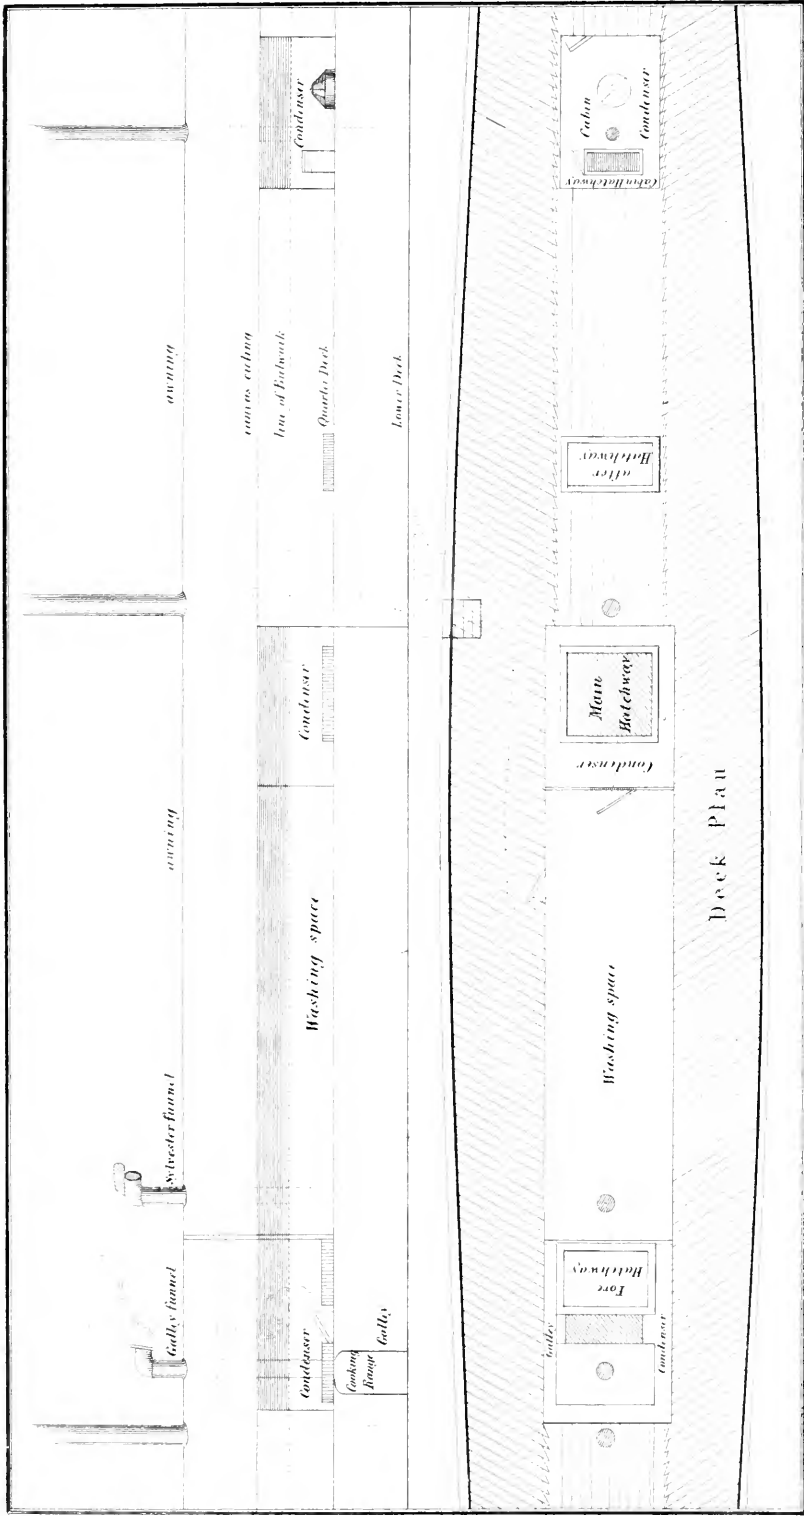 awning
awning
Sylvester funnel
Galley funnel
canvas ceiling
line of Bulwark
Quarter Deck
Lower Deck
Condenser
Condenser
Washing space
Condenser
Cooking
Range
Galley
Cabin
Condenser
Cabin Hatchway
after
Hatchway
Main
Hatchway
Condenser
Washing space
Fore
Hatchway
Galley
Condenser
Deck Plan